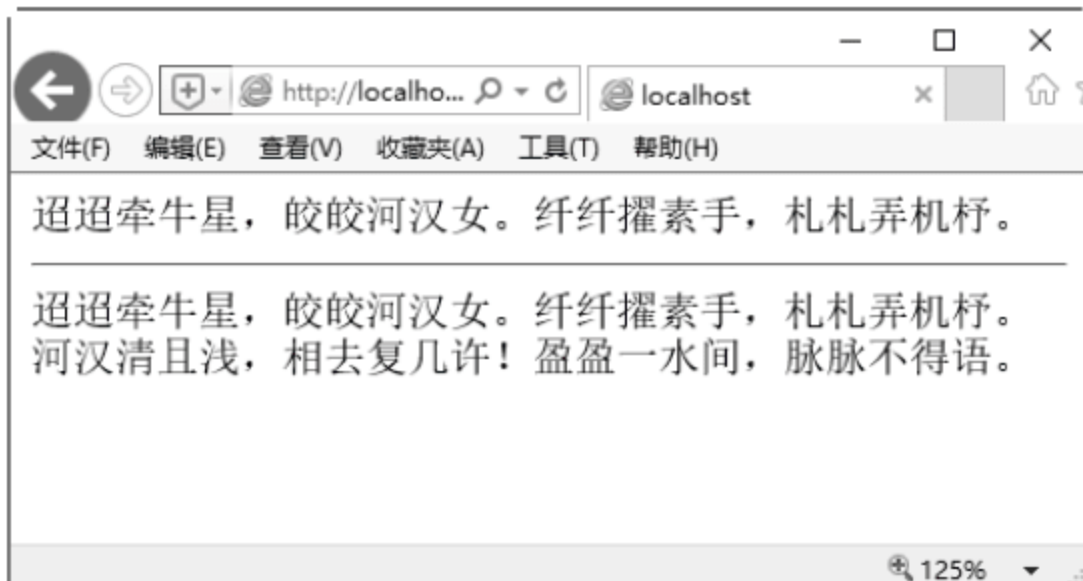 http://localho...
localhost
文件(F) 编辑(E) 查看(V) 收藏夹(A) 工具(T) 帮助(H)
迢迢牵牛星，皎皎河汉女。纤纤擢素手，札札弄机杼。
迢迢牵牛星，皎皎河汉女。纤纤擢素手，札札弄机杼。
河汉清且浅，相去复几许！盈盈一水间，脉脉不得语。
125%